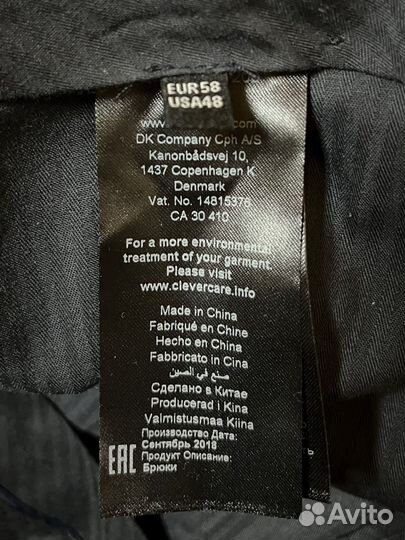 EUR58
USA48
www.
.com
DK Company Cph A/S
Kanonbådsvej 10,
1437 Copenhagen K
Denmark
Vat. No. 14815376
CA 30 410
For a more environmental
treatment of your garment.
Please visit
www.clevercare.info
Made in China
Fabriqué en Chine
Hecho en China
Fabbricato in Cina
صنع في الصين
Сделано в Китае
Producerad i Kina
Valmistusmaa Kiina
Производство Дата:
Сентябрь 2018
Продукт Описание:
Брюки
EAC
Avito